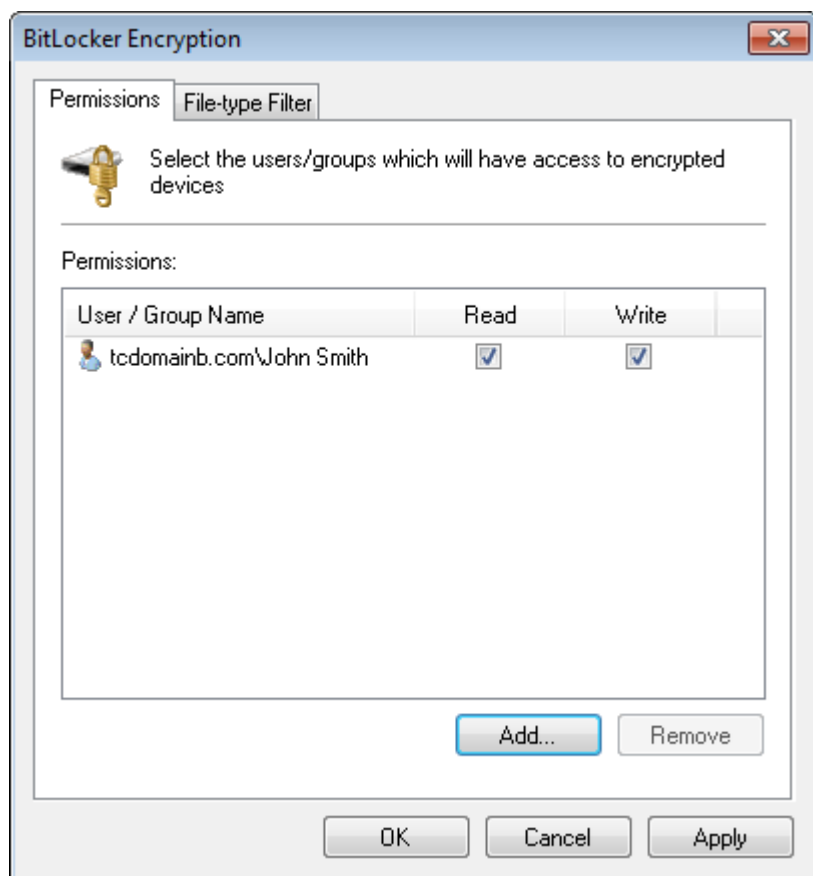 BitLocker Encryption
Permissions File-type Filter
Select the users/groups which will have access to encrypted
devices
Permissions:
User / Group Name Read Write
tcdomainb.com\John Smith
Add... Remove
OK Cancel Apply